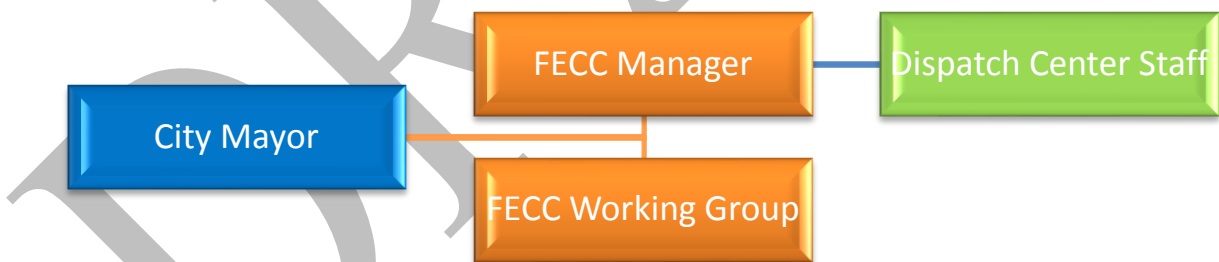 FECC Manager
Dispatch Center Staff
City Mayor
FECC Working Group